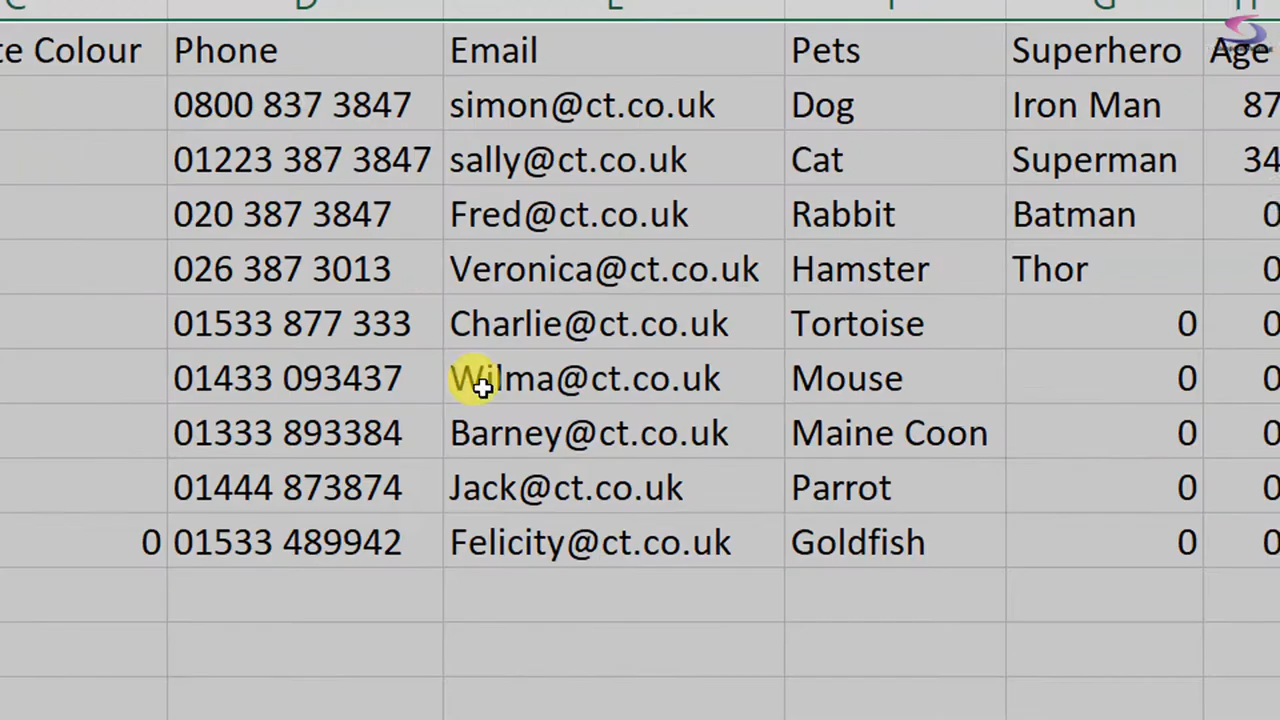 C D E F G H
te Colour Phone Email Pets Superhero Age
0800 837 3847 simon@ct.co.uk Dog Iron Man 87
01223 387 3847 sally@ct.co.uk Cat Superman 34
020 387 3847 Fred@ct.co.uk Rabbit Batman 0
026 387 3013 Veronica@ct.co.uk Hamster Thor 0
01533 877 333 Charlie@ct.co.uk Tortoise 0 0
01433 093437 Wilma@ct.co.uk Mouse 0 0
01333 893384 Barney@ct.co.uk Maine Coon 0 0
01444 873874 Jack@ct.co.uk Parrot 0 0
0 01533 489942 Felicity@ct.co.uk Goldfish 0 0